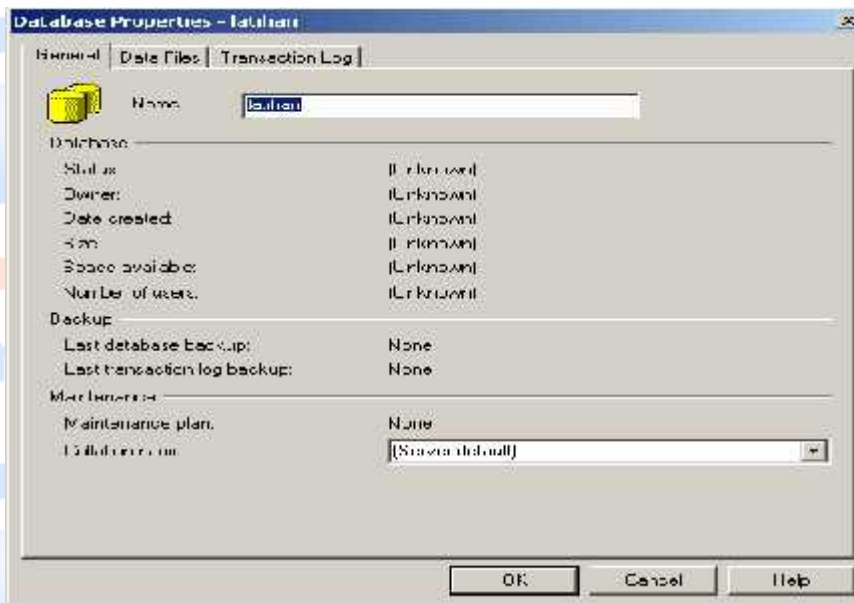 Database Properties - latihan
General Data Files Transaction Log
Name latihan
Database
Status (Unknown)
Owner: (Unknown)
Date created: (Unknown)
Size (Unknown)
Space available: (Unknown)
Number of users: (Unknown)
Backup
Last database backup: None
Last transaction log backup: None
Maintenance
Maintenance plan: None
Collation name: (Server default)
OK Cancel Help